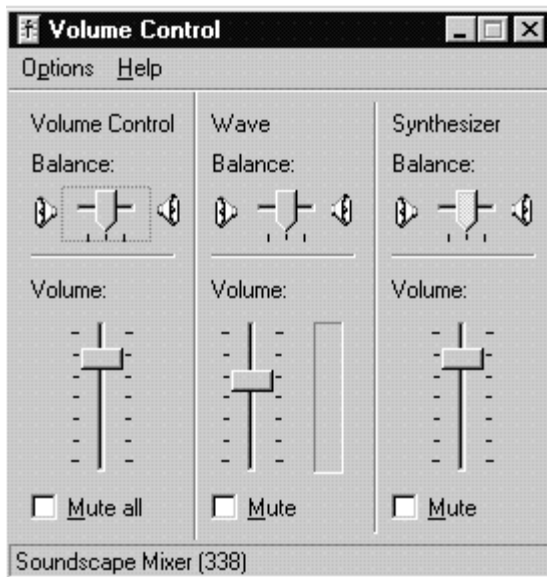 Volume Control
Options Help
Volume Control
Balance:
Volume:
Mute all
Wave
Balance:
Volume:
Mute
Synthesizer
Balance:
Volume:
Mute
Soundscape Mixer (338)